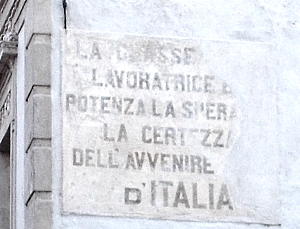 LA CLASSE
LAVORATRICE È
POTENZA LA SPERA
LA CERTEZZA
DELL'AVVENIRE
D'ITALIA